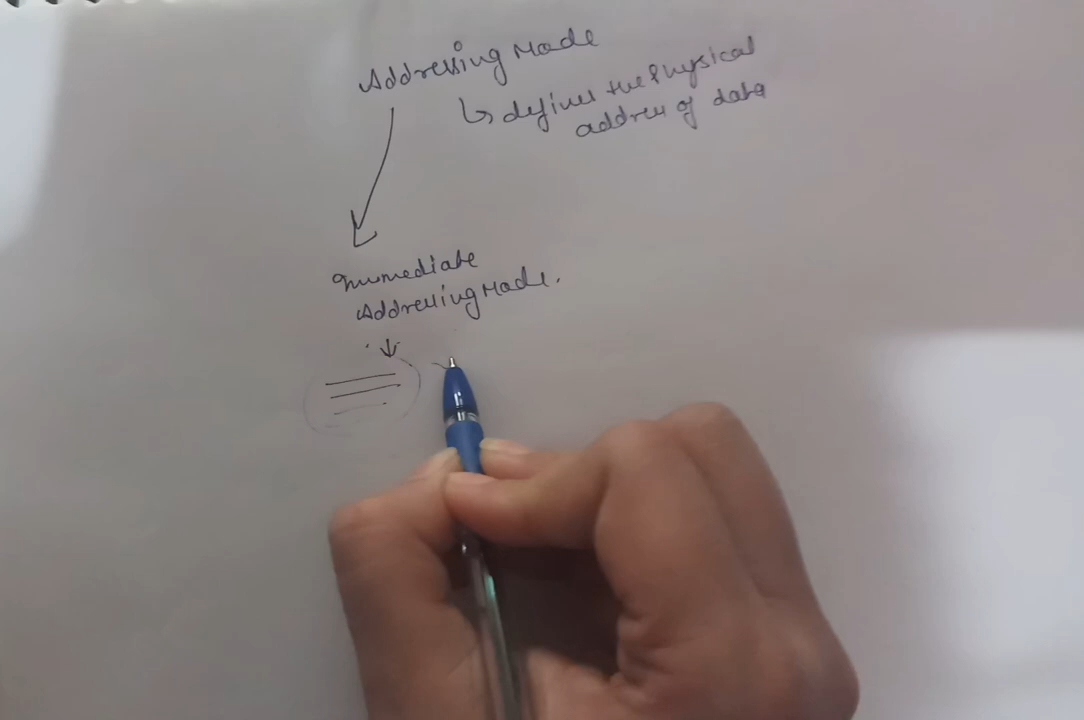 Addressing Mode
↳ defines the Physical
address of data
Immediate
Addressing Mode.